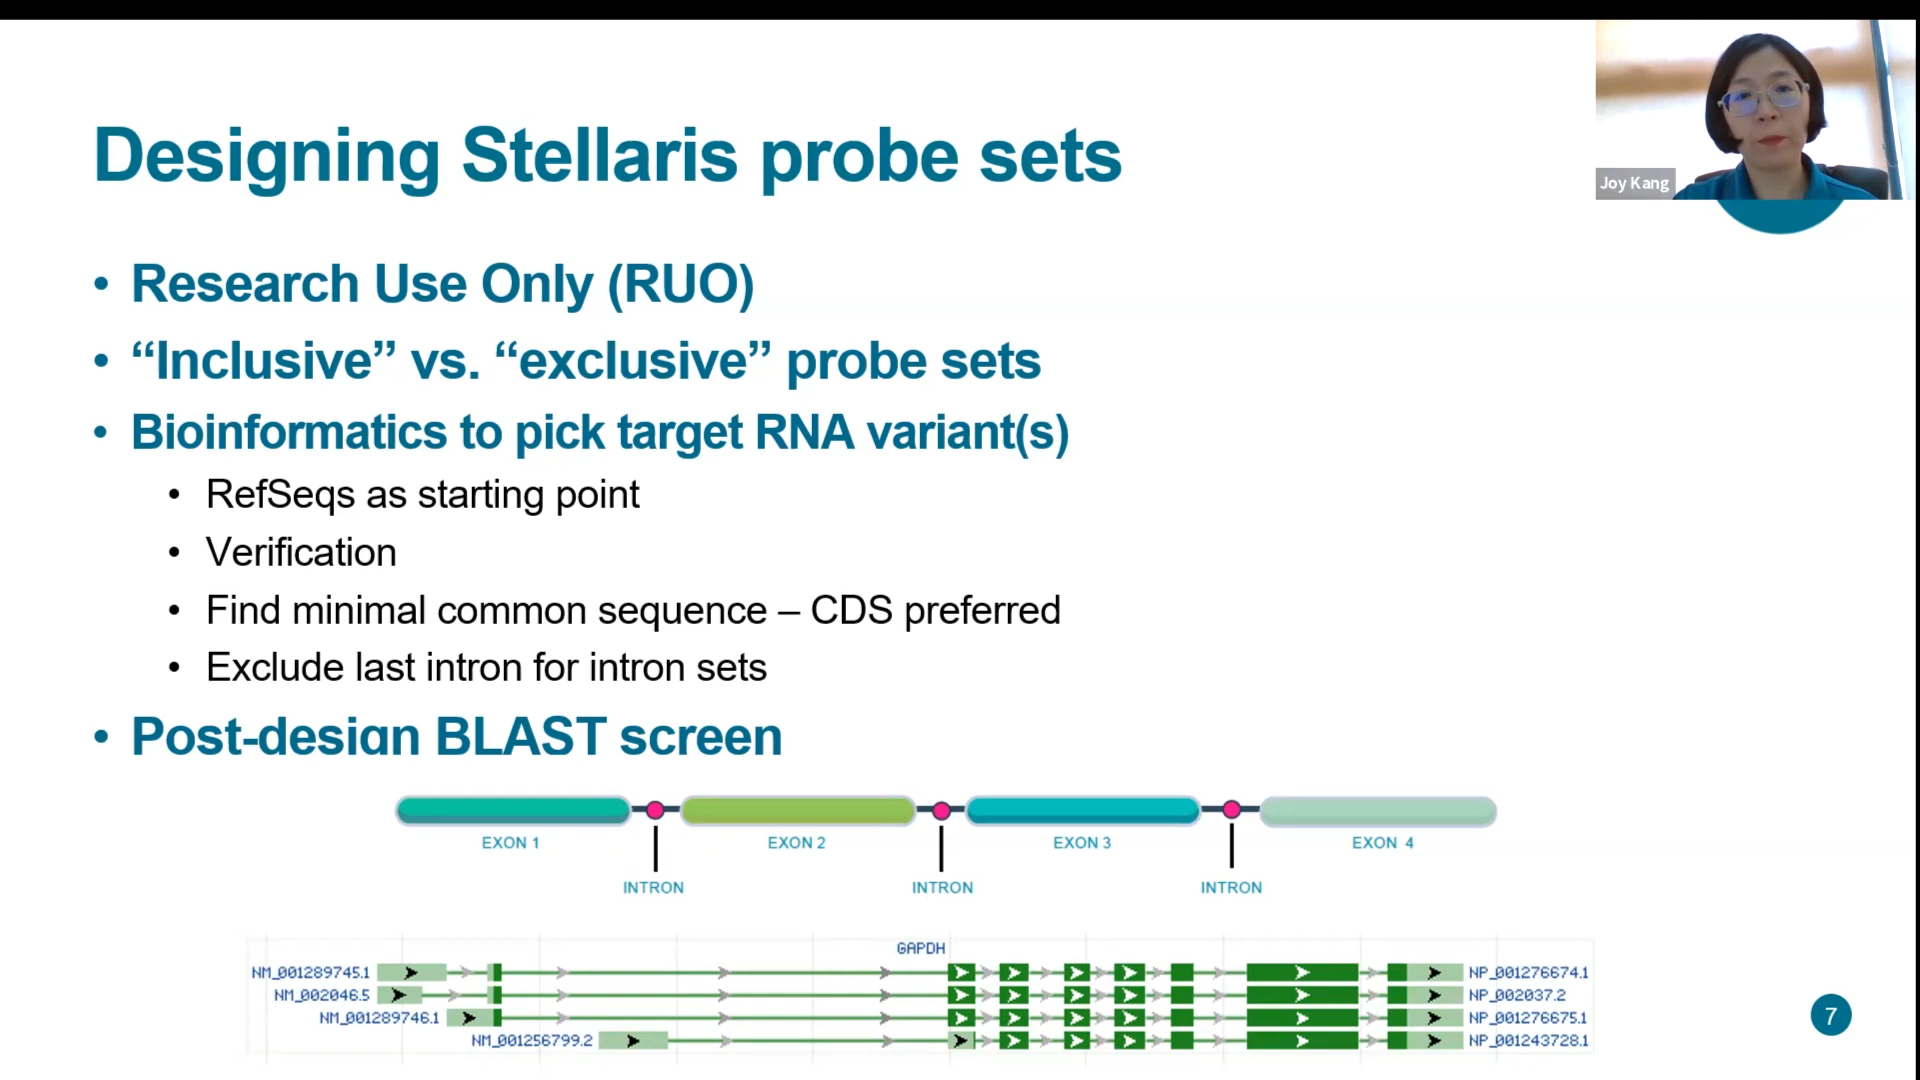 Joy Kang
Designing Stellaris probe sets
• Research Use Only (RUO)
• “Inclusive” vs. “exclusive” probe sets
• Bioinformatics to pick target RNA variant(s)
• RefSeqs as starting point
• Verification
• Find minimal common sequence – CDS preferred
• Exclude last intron for intron sets
• Post-design BLAST screen
EXON 1 EXON 2 EXON 3 EXON 4
INTRON INTRON INTRON
GAPDH
NM_001289745.1 NP_001276674.1
NM_002046.5 NP_002037.2
NM_001289746.1 NP_001276675.1
NM_001256799.2 NP_001243728.1
7